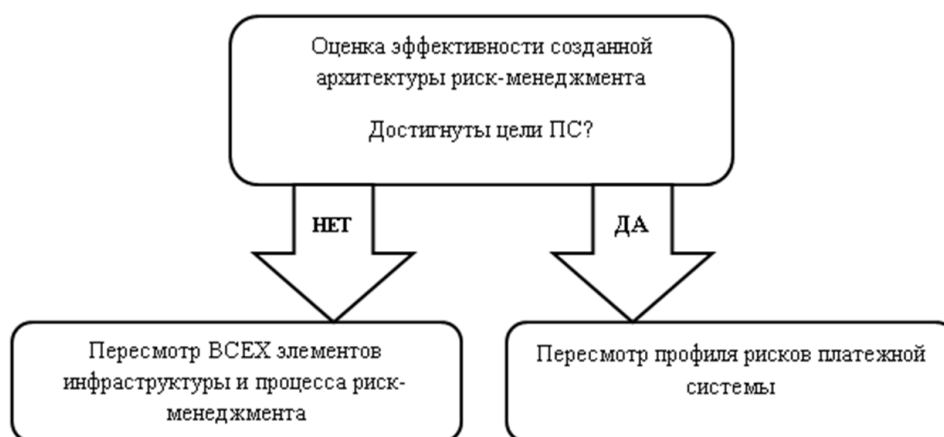 Оценка эффективности созданной
архитектуры риск-менеджмента
Достигнуты цели ПС?
НЕТ
ДА
Пересмотр ВСЕХ элементов
инфраструктуры и процесса риск-
менеджмента
Пересмотр профиля рисков платежной
системы